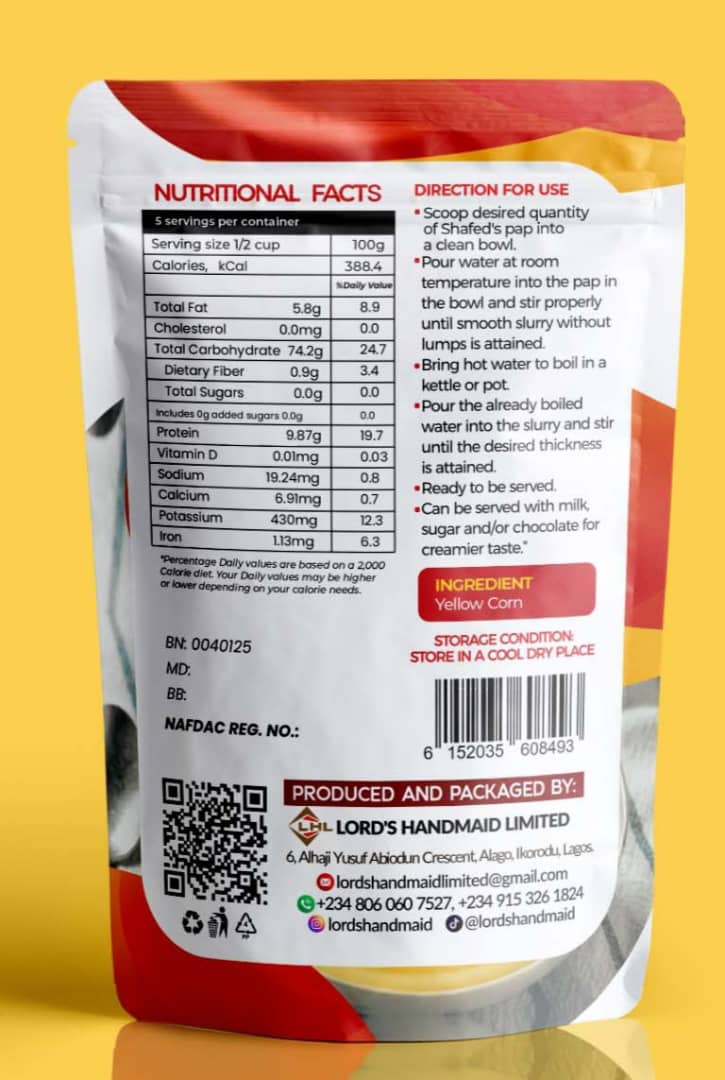 NUTRITIONAL FACTS
5 servings per container
Serving size 1/2 cup 100g
Calories, kCal 388.4
%Daily Value
Total Fat 5.8g 8.9
Cholesterol 0.0mg 0.0
Total Carbohydrate 74.2g 24.7
Dietary Fiber 0.9g 3.4
Total Sugars 0.0g 0.0
Includes 0g added sugars 0.0g 0.0
Protein 9.87g 19.7
Vitamin D 0.01mg 0.03
Sodium 19.24mg 0.8
Calcium 6.91mg 0.7
Potassium 430mg 12.3
Iron 1.13mg 6.3
*Percentage Daily values are based on a 2,000
Calorie diet. Your Daily values may be higher
or lower depending on your calorie needs.
BN: 0040125
MD:
BB:
NAFDAC REG. NO.:
DIRECTION FOR USE
• Scoop desired quantity
of Shafed's pap into
a clean bowl.
• Pour water at room
temperature into the pap in
the bowl and stir properly
until smooth slurry without
lumps is attained.
• Bring hot water to boil in a
kettle or pot.
• Pour the already boiled
water into the slurry and stir
until the desired thickness
is attained.
• Ready to be served.
• Can be served with milk,
sugar and/or chocolate for
creamier taste."
INGREDIENT
Yellow Corn
STORAGE CONDITION:
STORE IN A COOL DRY PLACE
6 152035 608493
PRODUCED AND PACKAGED BY:
LHL LORD'S HANDMAID LIMITED
6, Alhaji Yusuf Abiodun Crescent, Alago, Ikorodu, Lagos.
lordshandmaidlimited@gmail.com
+234 806 060 7527, +234 915 326 1824
lordshandmaid @lordshandmaid
PP